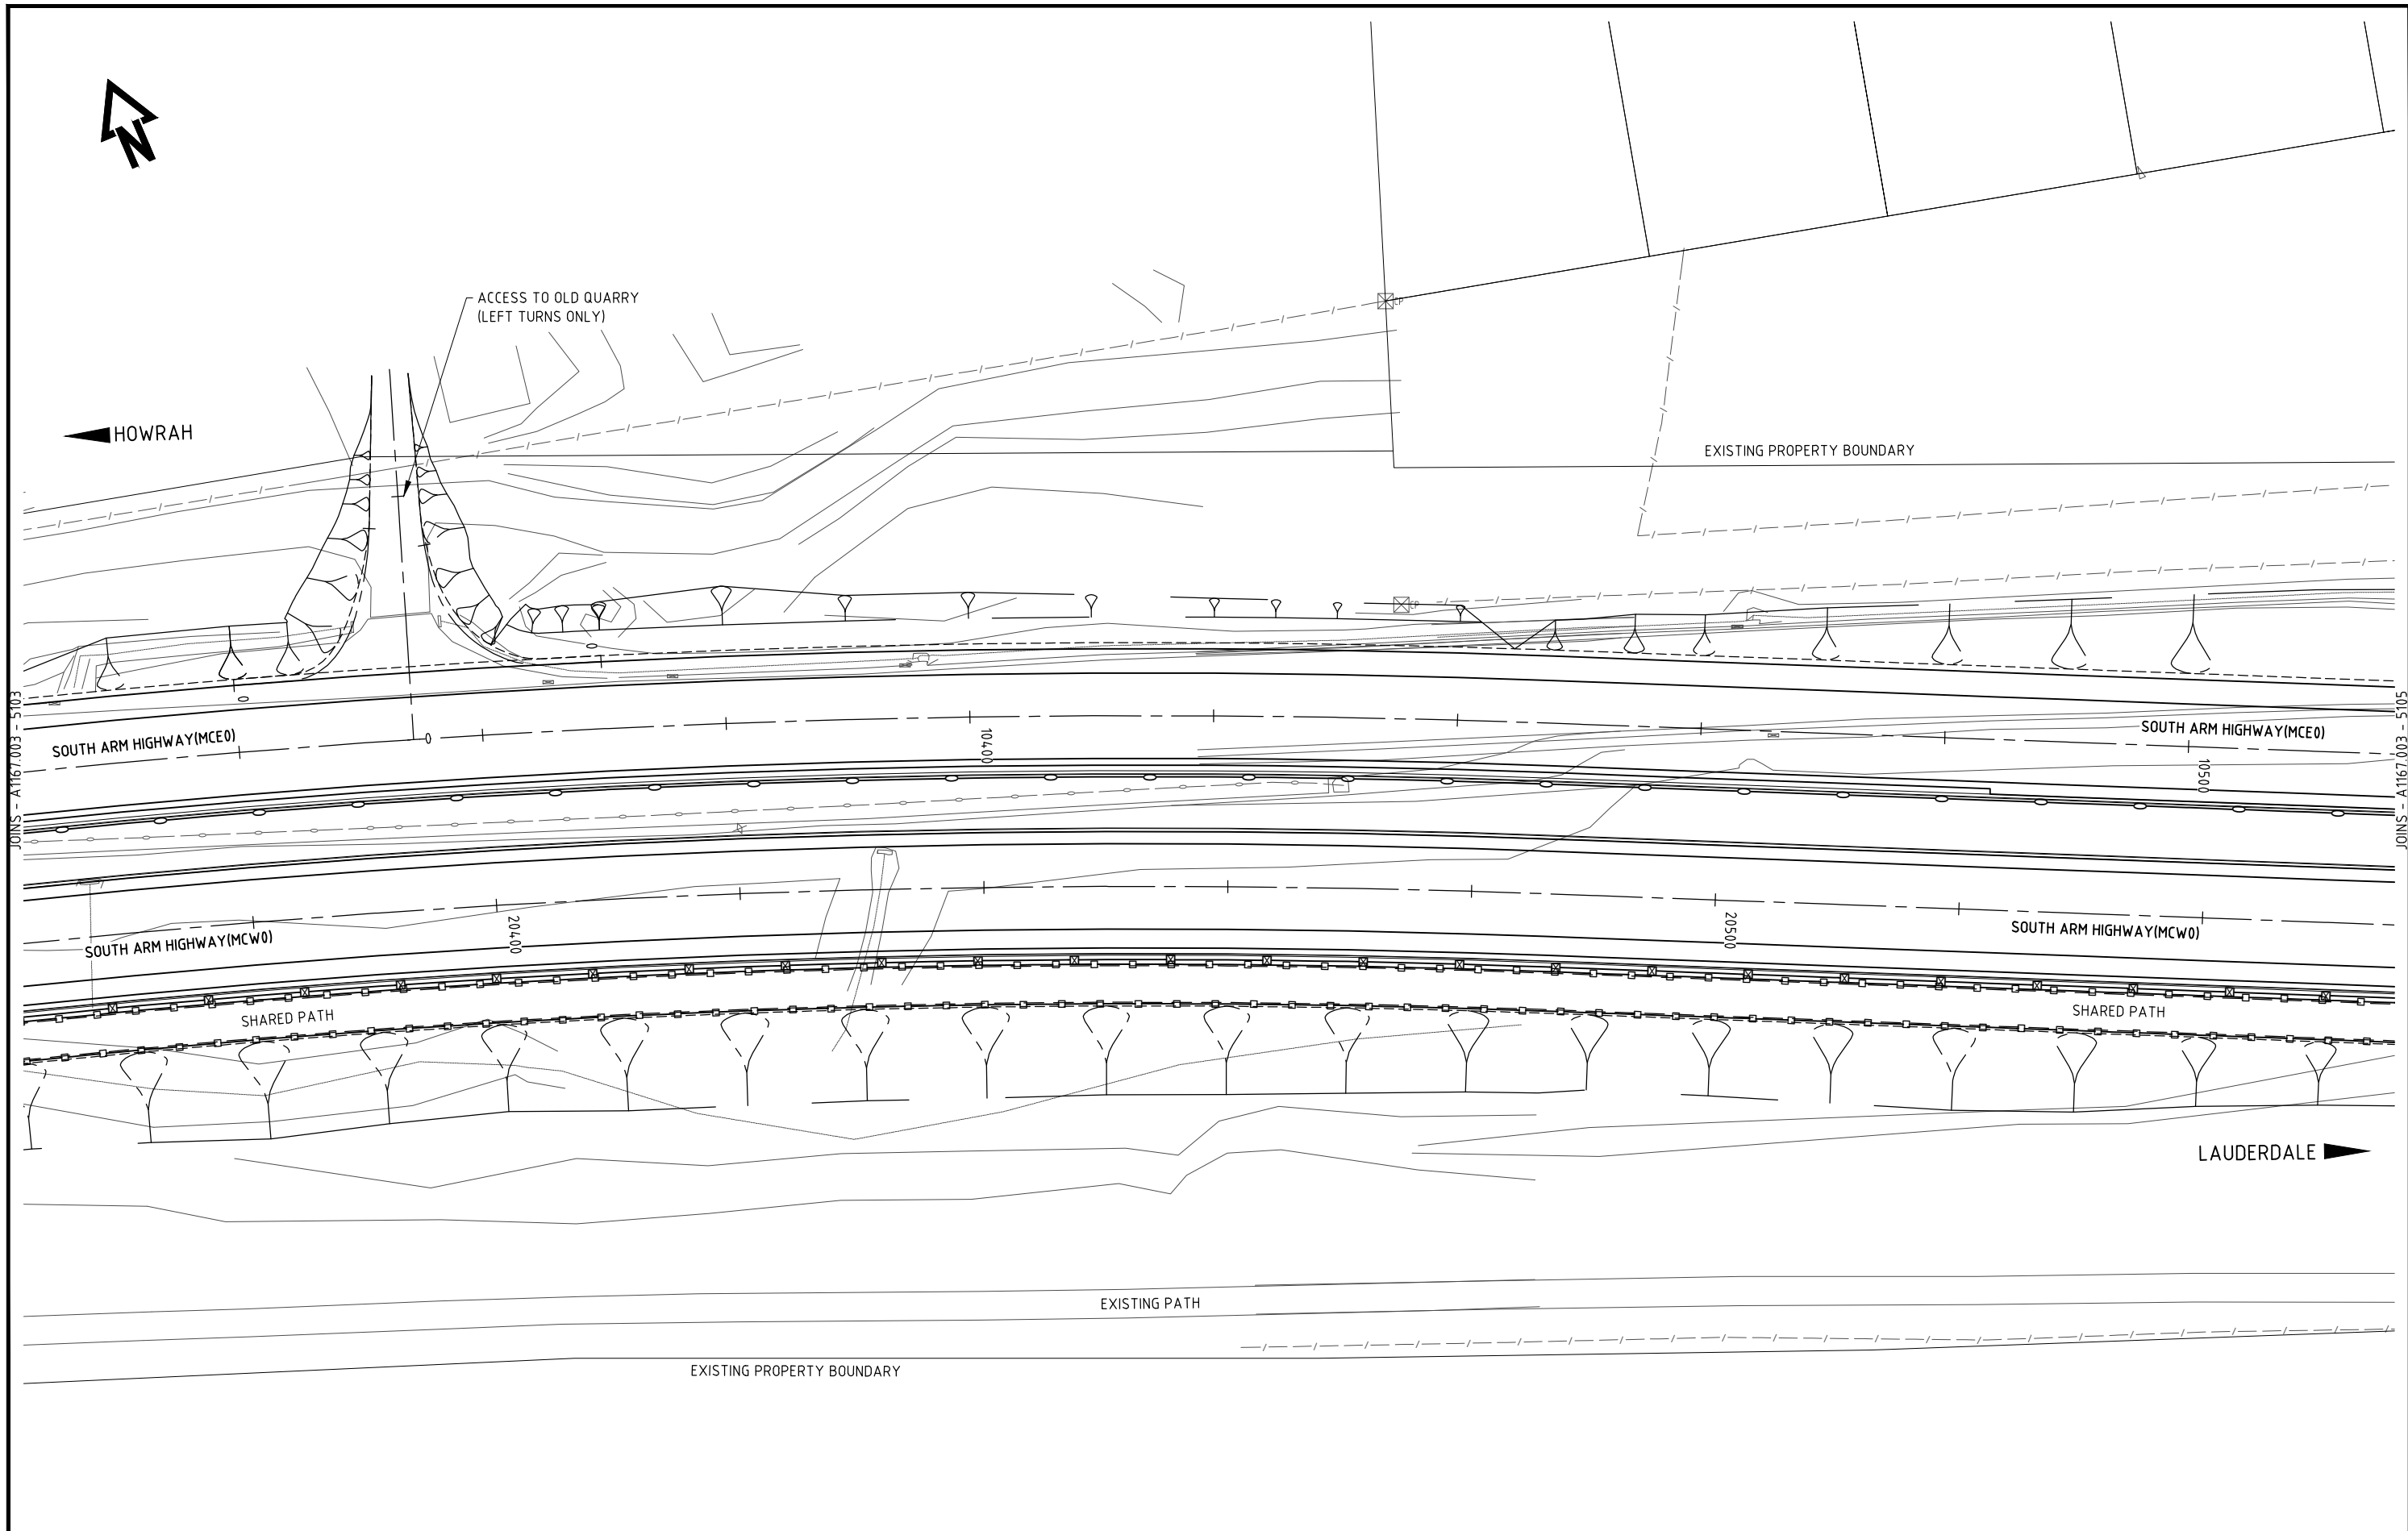 N
ACCESS TO OLD QUARRY
(LEFT TURNS ONLY)
CP
HOWRAH
EXISTING PROPERTY BOUNDARY
CP
JOINS - A1167.003 - 5103
JOINS - A1167.003 - 5105
SOUTH ARM HIGHWAY(MCE0)
0
10400
SOUTH ARM HIGHWAY(MCE0)
10500
SOUTH ARM HIGHWAY(MCW0)
20400
20500
SOUTH ARM HIGHWAY(MCW0)
SHARED PATH
SHARED PATH
LAUDERDALE
EXISTING PATH
EXISTING PROPERTY BOUNDARY